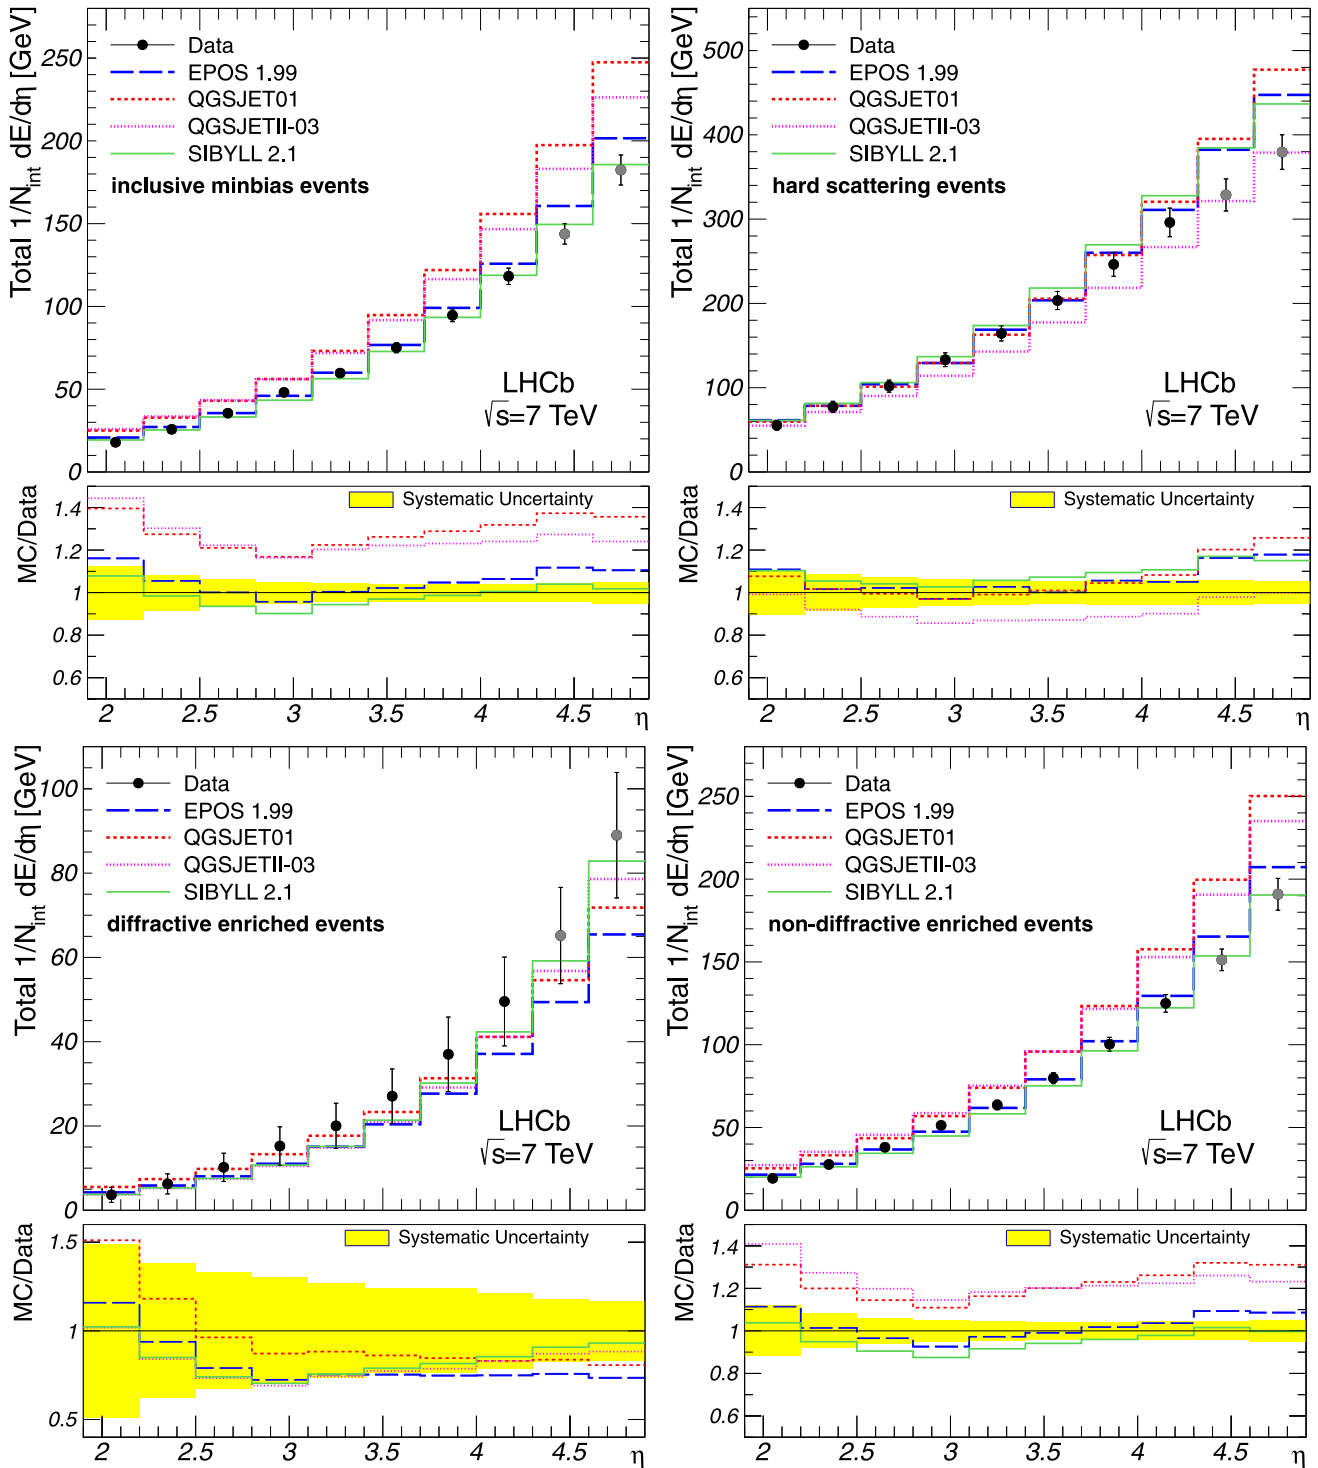 Total 1/N_int dE/dη [GeV]
250
200
150
100
50
0
Data
EPOS 1.99
QGSJET01
QGSJETII-03
SIBYLL 2.1
inclusive minbias events
LHCb
√s=7 TeV
MC/Data
1.4
1.2
1
0.8
0.6
Systematic Uncertainty
2 2.5 3 3.5 4 4.5 η
Total 1/N_int dE/dη [GeV]
500
400
300
200
100
0
Data
EPOS 1.99
QGSJET01
QGSJETII-03
SIBYLL 2.1
hard scattering events
LHCb
√s=7 TeV
MC/Data
1.4
1.2
1
0.8
0.6
Systematic Uncertainty
2 2.5 3 3.5 4 4.5 η
Total 1/N_int dE/dη [GeV]
100
80
60
40
20
0
Data
EPOS 1.99
QGSJET01
QGSJETII-03
SIBYLL 2.1
diffractive enriched events
LHCb
√s=7 TeV
MC/Data
1.5
1
0.5
Systematic Uncertainty
2 2.5 3 3.5 4 4.5 η
Total 1/N_int dE/dη [GeV]
250
200
150
100
50
0
Data
EPOS 1.99
QGSJET01
QGSJETII-03
SIBYLL 2.1
non-diffractive enriched events
LHCb
√s=7 TeV
MC/Data
1.4
1.2
1
0.8
0.6
Systematic Uncertainty
2 2.5 3 3.5 4 4.5 η